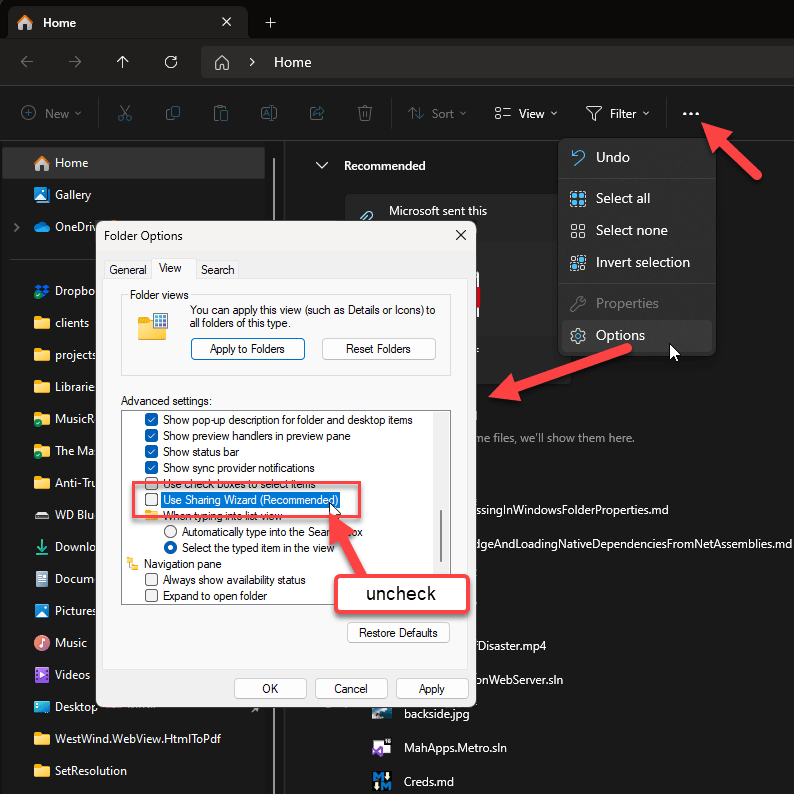 Home
Home
New
Sort
View
Filter
Home
Gallery
OneDriv
Dropbo
clients
projects
Librarie
MusicR
The Ma
Anti-Tru
WD Blu
Downlo
Docum
Pictures
Music
Videos
Desktop
WestWind.WebView.HtmlToPdf
SetResolution
Recommended
Microsoft sent this
Undo
Select all
Select none
Invert selection
Properties
Options
Folder Options
General
View
Search
Folder views
You can apply this view (such as Details or Icons) to
all folders of this type.
Apply to Folders
Reset Folders
Advanced settings:
Show pop-up description for folder and desktop items
Show preview handlers in preview pane
Show status bar
Show sync provider notifications
Use check boxes to select items
Use Sharing Wizard (Recommended)
When typing into list view
Automatically type into the Sear ox
Select the typed item in the view
Navigation pane
Always show availability status
Expand to open folder
uncheck
Restore Defaults
OK
Cancel
Apply
me files, we'll show them here.
ssingInWindowsFolderProperties.md
dgeAndLoadingNativeDependenciesFromNetAssemblies.md
fDisaster.mp4
onWebServer.sln
backside.jpg
MahApps.Metro.sln
Creds.md